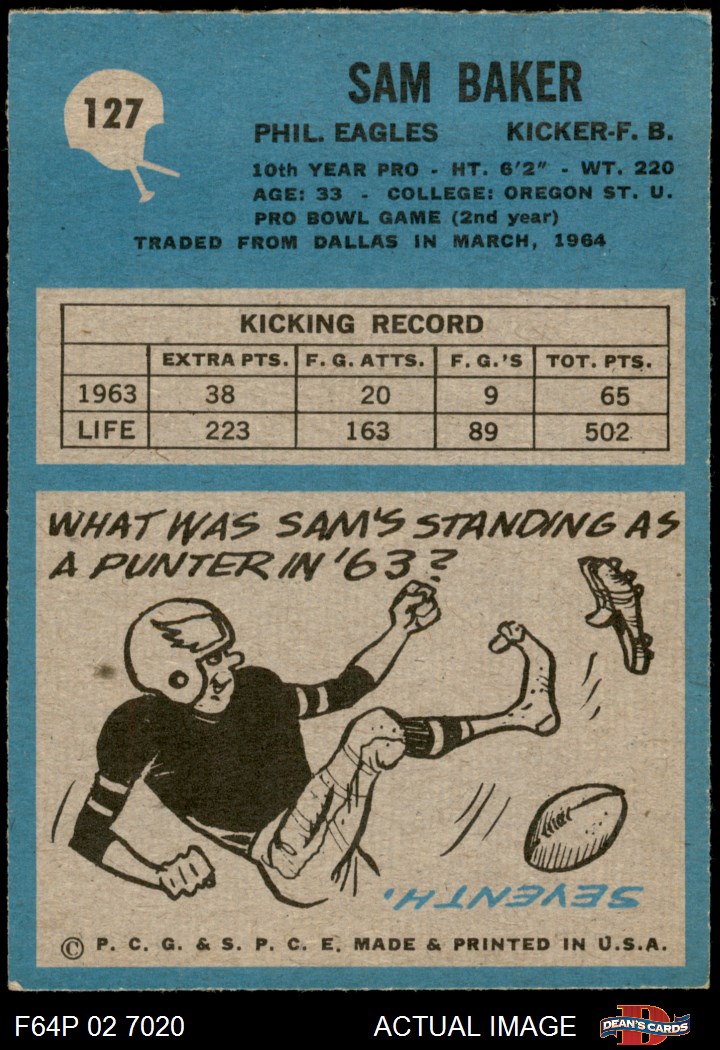 127
SAM BAKER
PHIL. EAGLES KICKER-F. B.
10th YEAR PRO - HT. 6'2" - WT. 220
AGE: 33 - COLLEGE: OREGON ST. U.
PRO BOWL GAME (2nd year)
TRADED FROM DALLAS IN MARCH, 1964
KICKING RECORD
EXTRA PTS. F. G. ATTS. F. G.'S TOT. PTS.
1963 38 20 9 65
LIFE 223 163 89 502
WHAT WAS SAM'S STANDING AS
A PUNTER IN '63?
SEVENTH.
© P. C. G. & S. P. C. E. MADE & PRINTED IN U.S.A.
F64P 02 7020 ACTUAL IMAGE D DEAN'S CARDS